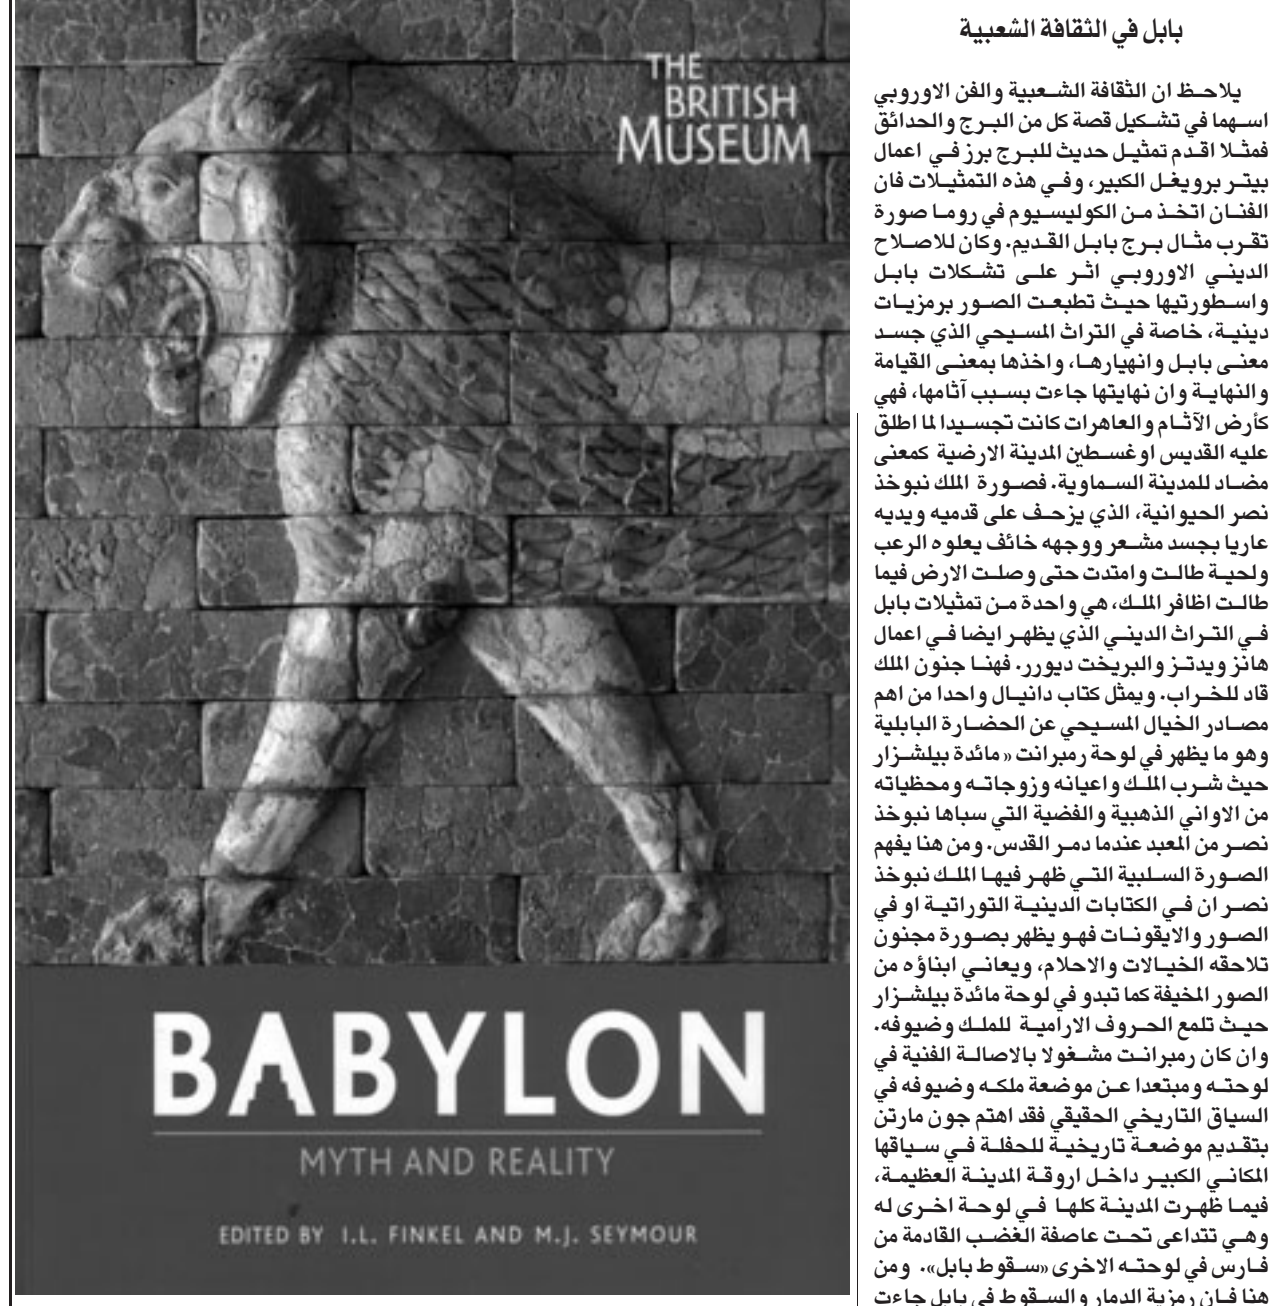 بابل في الثقافة الشعبية
يلاحظ ان الثقافة الشعبية والفن الاوروبي
اسهما في تشكيل قصة كل من البرج والحدائق
فمثلا اقدم تمثيل حديث للبرج برز في اعمال
بيتر برويغل الكبير، وفي هذه التمثيلات فان
الفنان اتخذ من الكوليسيوم في روما صورة
تقرب مثال برج بابل القديم. وكان للاصلاح
الديني الاوروبي اثر على تشكلات بابل
واسطورتيها حيث تطبعت الصور برمزيات
دينية، خاصة في التراث المسيحي الذي جسد
معنى بابل وانهيارها، واخذها بمعنى القيامة
والنهاية وان نهايتها جاءت بسبب آثامها، فهي
كأرض الآثام والعاهرات كانت تجسيدا لما اطلق
عليه القديس اوغسطين المدينة الارضية كمعنى
مضاد للمدينة السماوية. فصورة الملك نبوخذ
نصر الحيوانية، الذي يزحف على قدميه ويديه
عاريا بجسد مشعر ووجهه خائف يعلوه الرعب
ولحية طالت وامتدت حتى وصلت الارض فيما
طالت اظافر الملك، هي واحدة من تمثيلات بابل
في التراث الديني الذي يظهر ايضا في اعمال
هانز ويدتز والبريخت ديورر. فهنا جنون الملك
قاد للخراب. ويمثل كتاب دانيال واحدا من اهم
مصادر الخيال المسيحي عن الحضارة البابلية
وهو ما يظهر في لوحة رمبرانت «مائدة بيلشزار
حيث شرب الملك واعيانه وزوجاته ومحظياته
من الاواني الذهبية والفضية التي سباها نبوخذ
نصر من المعبد عندما دمر القدس. ومن هنا يفهم
الصورة السلبية التي ظهر فيها الملك نبوخذ
نصر ان في الكتابات الدينية التوراتية او في
الصور والايقونات فهو يظهر بصورة مجنون
تلاحقه الخيالات والاحلام، ويعاني ابناؤه من
الصور المخيفة كما تبدو في لوحة مائدة بيلشزار
حيث تلمع الحروف الارامية للملك وضيوفه.
وان كان رمبرانت مشغولا بالاصالة الفنية في
لوحته ومبتعدا عن موضعة ملكه وضيوفه في
السياق التاريخي الحقيقي فقد اهتم جون مارتن
بتقديم موضعة تاريخية للحفلة في سياقها
المكاني الكبير داخل اروقة المدينة العظيمة،
فيما ظهرت المدينة كلها في لوحة اخرى له
وهي تتداعى تحت عاصفة الغضب القادمة من
فارس في لوحته الاخرى «سقوط بابل». ومن
هنا فان رمزية الدمار والسقوط في بابل جاءت
THE
BRITISH
MUSEUM
BABYLON
MYTH AND REALITY
EDITED BY I.L. FINKEL AND M.J. SEYMOUR